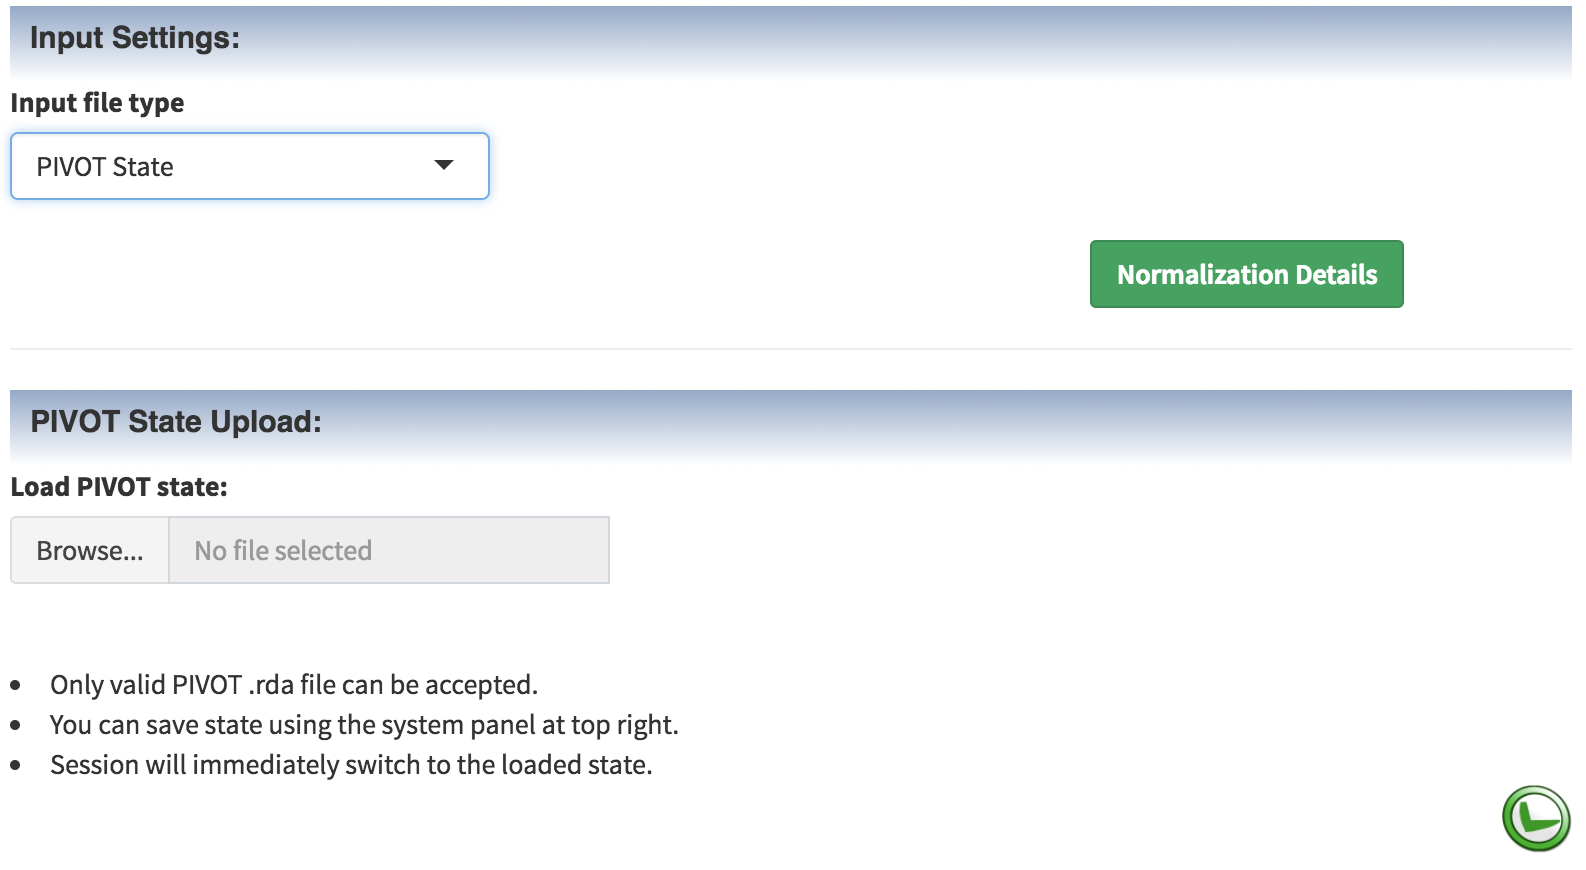 Input Settings:
Input file type
PIVOT State
Normalization Details
PIVOT State Upload:
Load PIVOT state:
Browse... No file selected
Only valid PIVOT .rda file can be accepted.
You can save state using the system panel at top right.
Session will immediately switch to the loaded state.